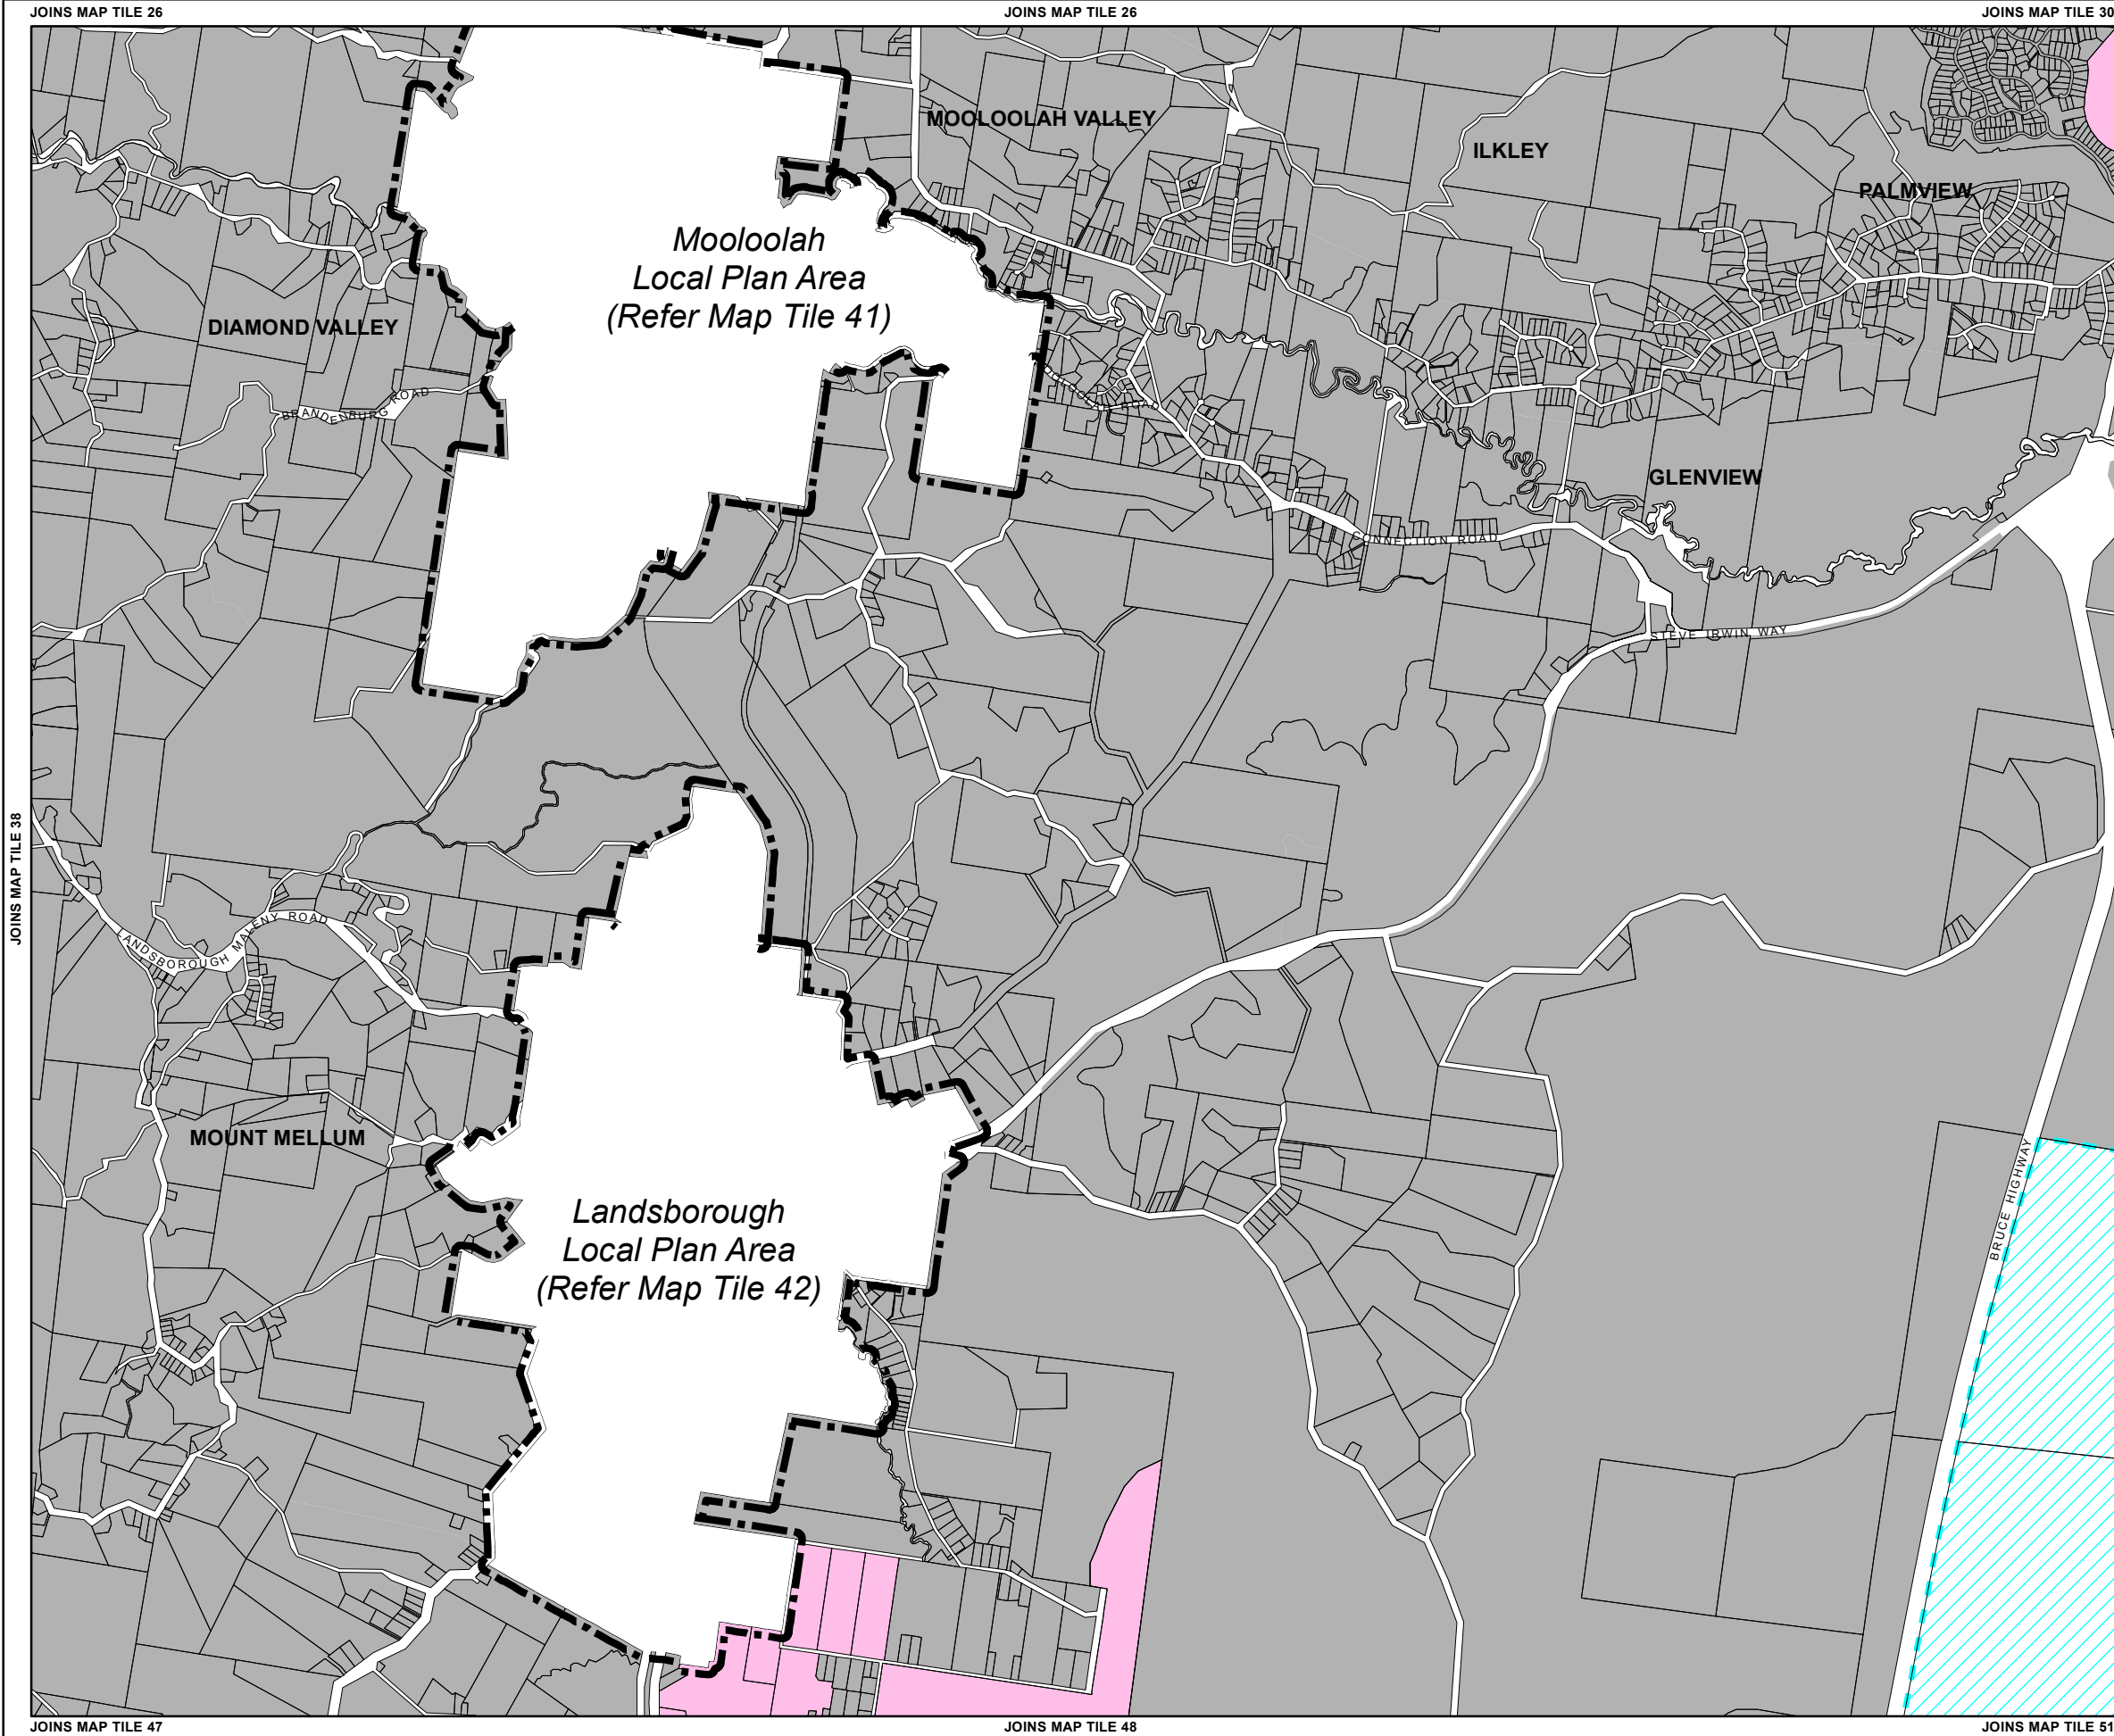 JOINS MAP TILE 26
JOINS MAP TILE 26
JOINS MAP TILE 30
MOOLOOLAH VALLEY
ILKLEY
PALMVIEW
Mooloolah
Local Plan Area
(Refer Map Tile 41)
DIAMOND VALLEY
BRANDENBURG ROAD
ROAD
GLENVIEW
CONNECTION ROAD
STEVE IRWIN WAY
JOINS MAP TILE 38
LANDSBOROUGH MALENY ROAD
MOUNT MELLUM
BRUCE HIGHWAY
Landsborough
Local Plan Area
(Refer Map Tile 42)
JOINS MAP TILE 47
JOINS MAP TILE 48
JOINS MAP TILE 51